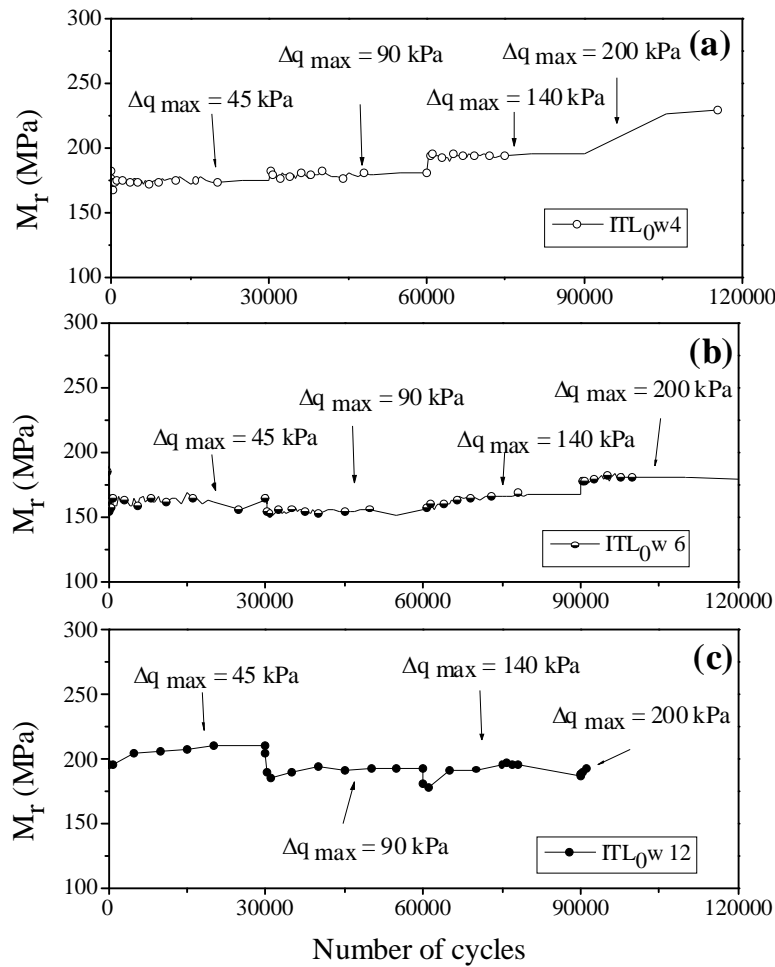 300
(a)
Δq max = 90 kPa
Δq max = 200 kPa
250
Δq max = 45 kPa
Δq max = 140 kPa
200
Mr (MPa)
150
ITL0w4
100
0 30000 60000 90000 120000
300
(b)
Δq max = 90 kPa
Δq max = 200 kPa
250
Δq max = 45 kPa
Δq max = 140 kPa
200
Mr (MPa)
150
ITL0w 6
100
0 30000 60000 90000 120000
300
(c)
Δq max = 45 kPa
Δq max = 140 kPa
250
Δq max = 200 kPa
200
Mr (MPa)
150
Δq max = 90 kPa
ITL0w 12
100
0 30000 60000 90000 120000
Number of cycles